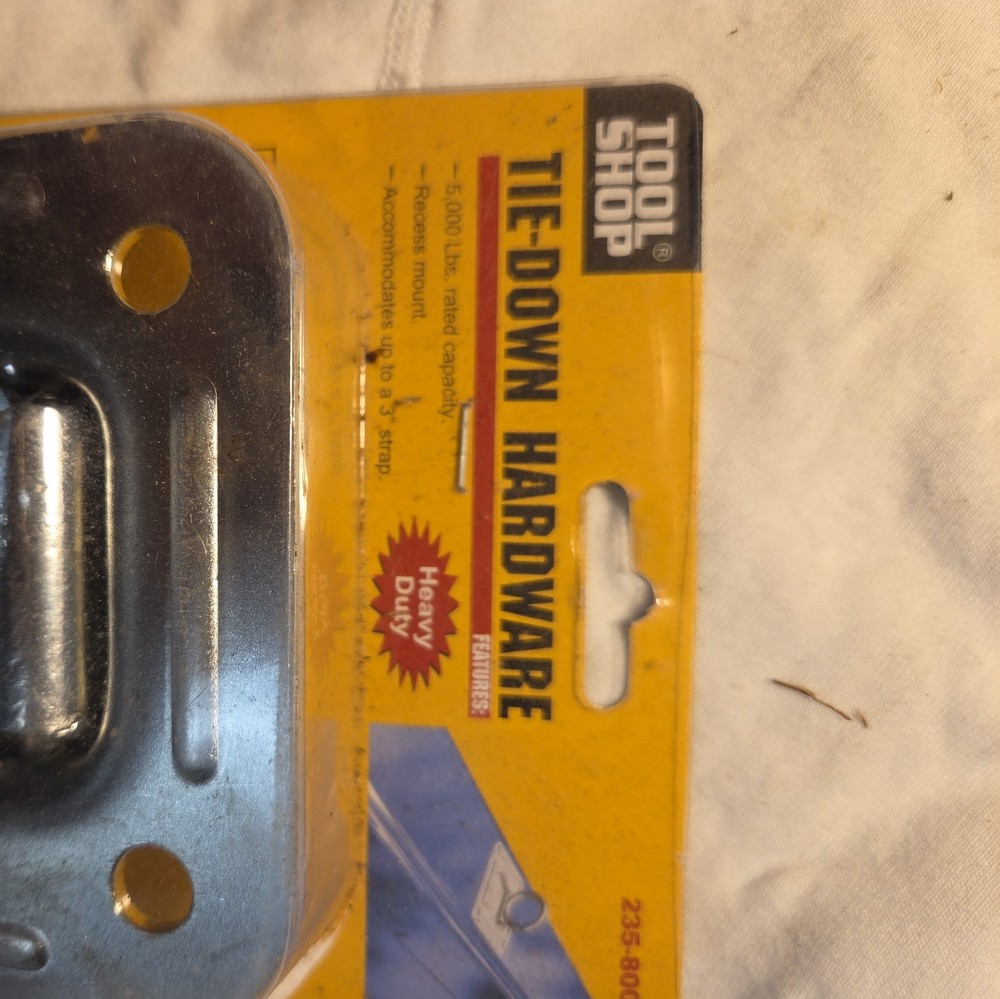 TOOL
SHOP®
TIE-DOWN HARDWARE
FEATURES:
– 5,000 Lbs. rated capacity.
– Recess mount.
– Accommodates up to a 3" strap.
Heavy
Duty